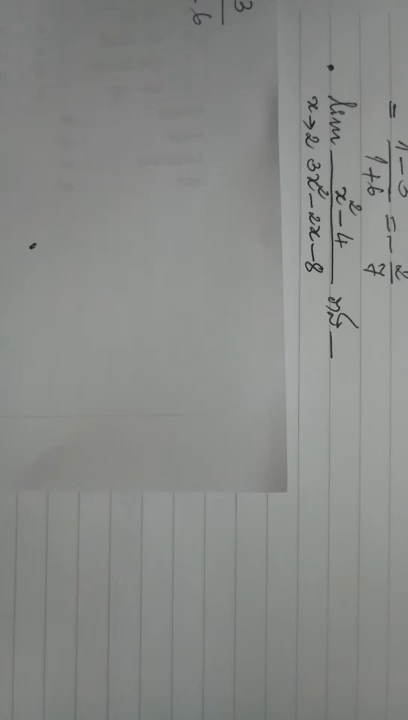 = (1 - 3)/(1 + 6) = - 2/7
• lim x→2 (x² - 4)/(3x² - 2x - 8)
3
6